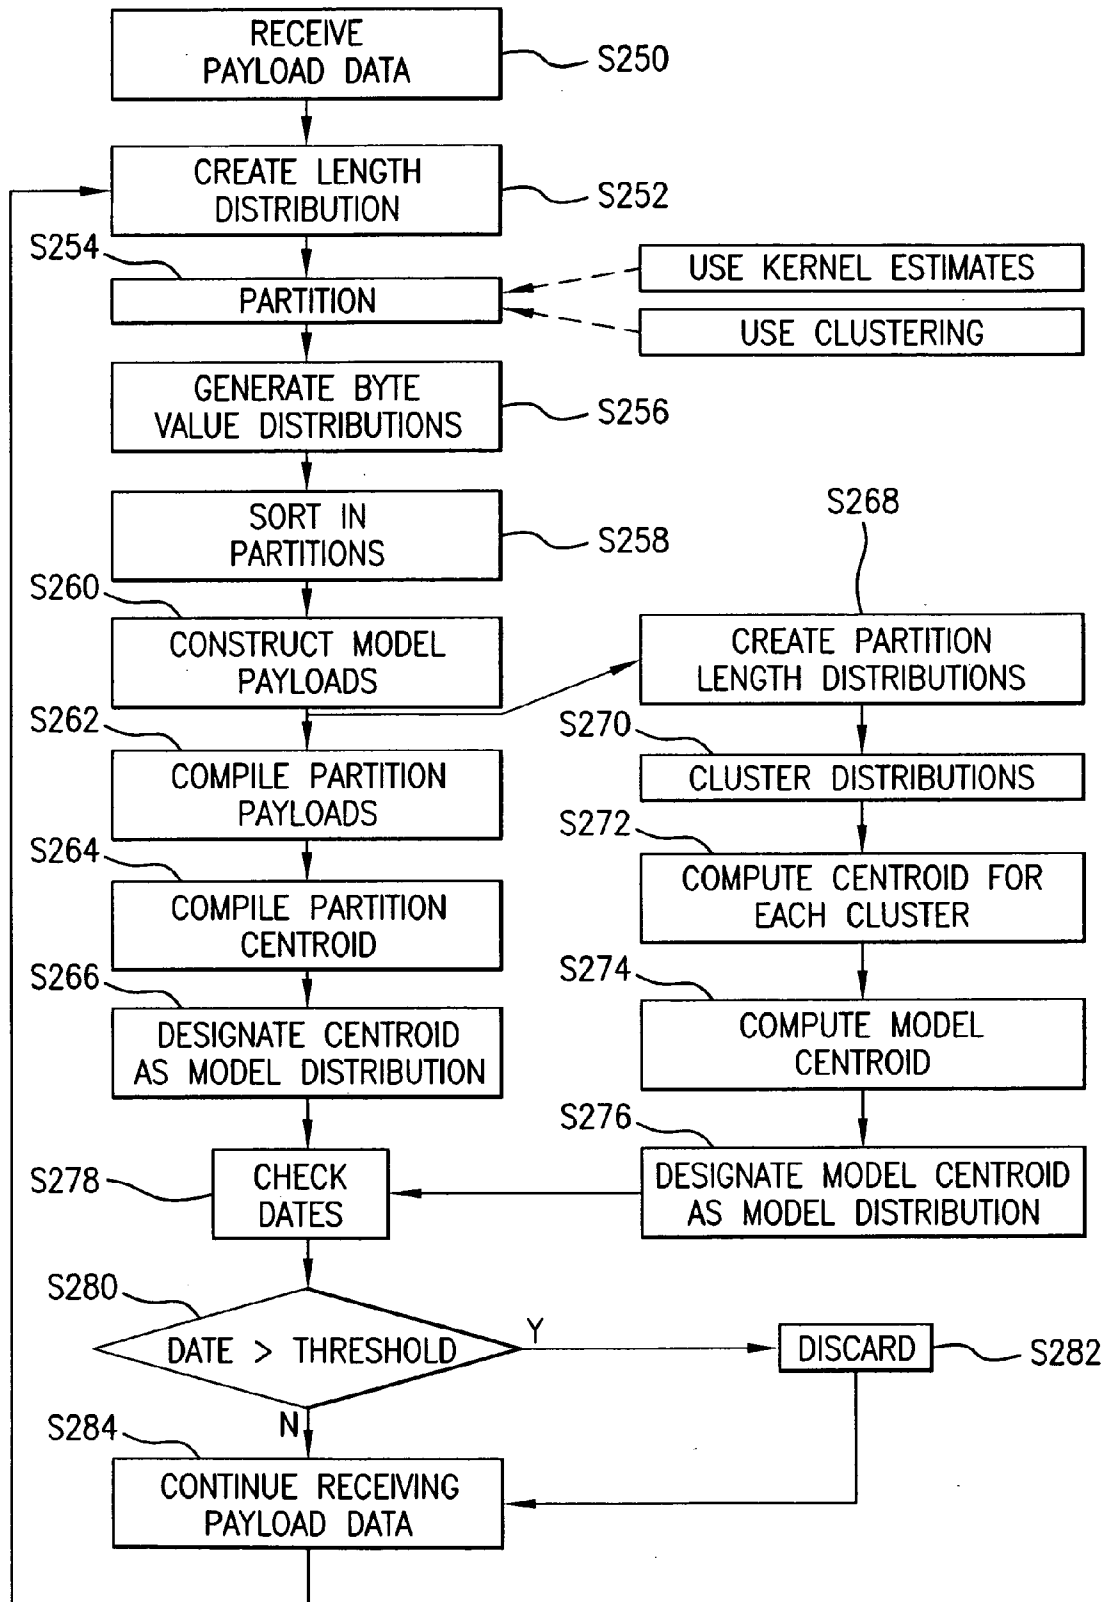 RECEIVE
PAYLOAD DATA
S250
CREATE LENGTH
DISTRIBUTION
S252
S254
PARTITION
USE KERNEL ESTIMATES
USE CLUSTERING
GENERATE BYTE
VALUE DISTRIBUTIONS
S256
SORT IN
PARTITIONS
S258
S260
CONSTRUCT MODEL
PAYLOADS
S268
CREATE PARTITION
LENGTH DISTRIBUTIONS
S262
COMPILE PARTITION
PAYLOADS
S270
CLUSTER DISTRIBUTIONS
S264
COMPILE PARTITION
CENTROID
S272
COMPUTE CENTROID FOR
EACH CLUSTER
S266
DESIGNATE CENTROID
AS MODEL DISTRIBUTION
S274
COMPUTE MODEL
CENTROID
S276
DESIGNATE MODEL CENTROID
AS MODEL DISTRIBUTION
S278
CHECK
DATES
S280
DATE > THRESHOLD
Y
DISCARD
S282
N
S284
CONTINUE RECEIVING
PAYLOAD DATA